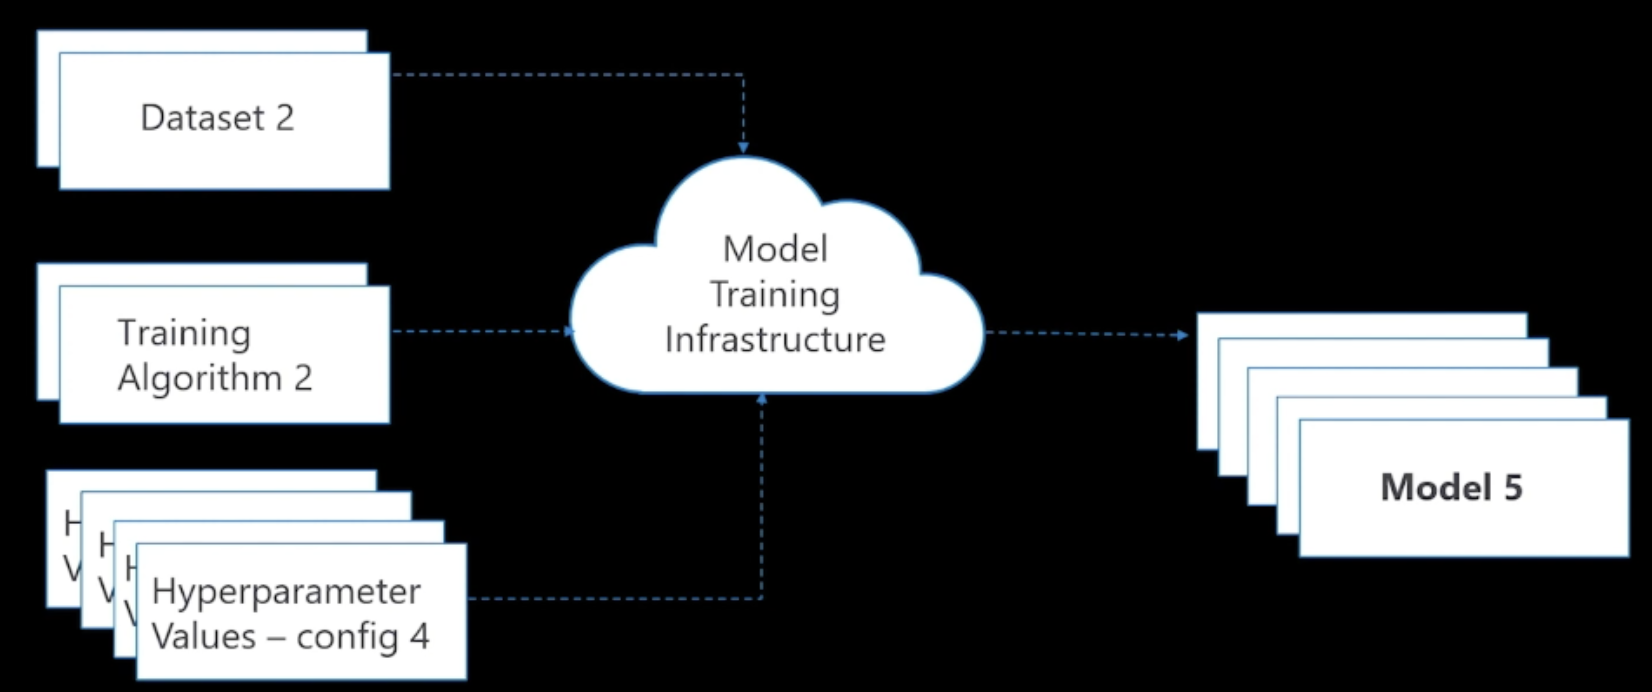 Dataset 2
Training
Algorithm 2
H
V
H
V
H
V
Hyperparameter
Values – config 4
Model
Training
Infrastructure
Model 5